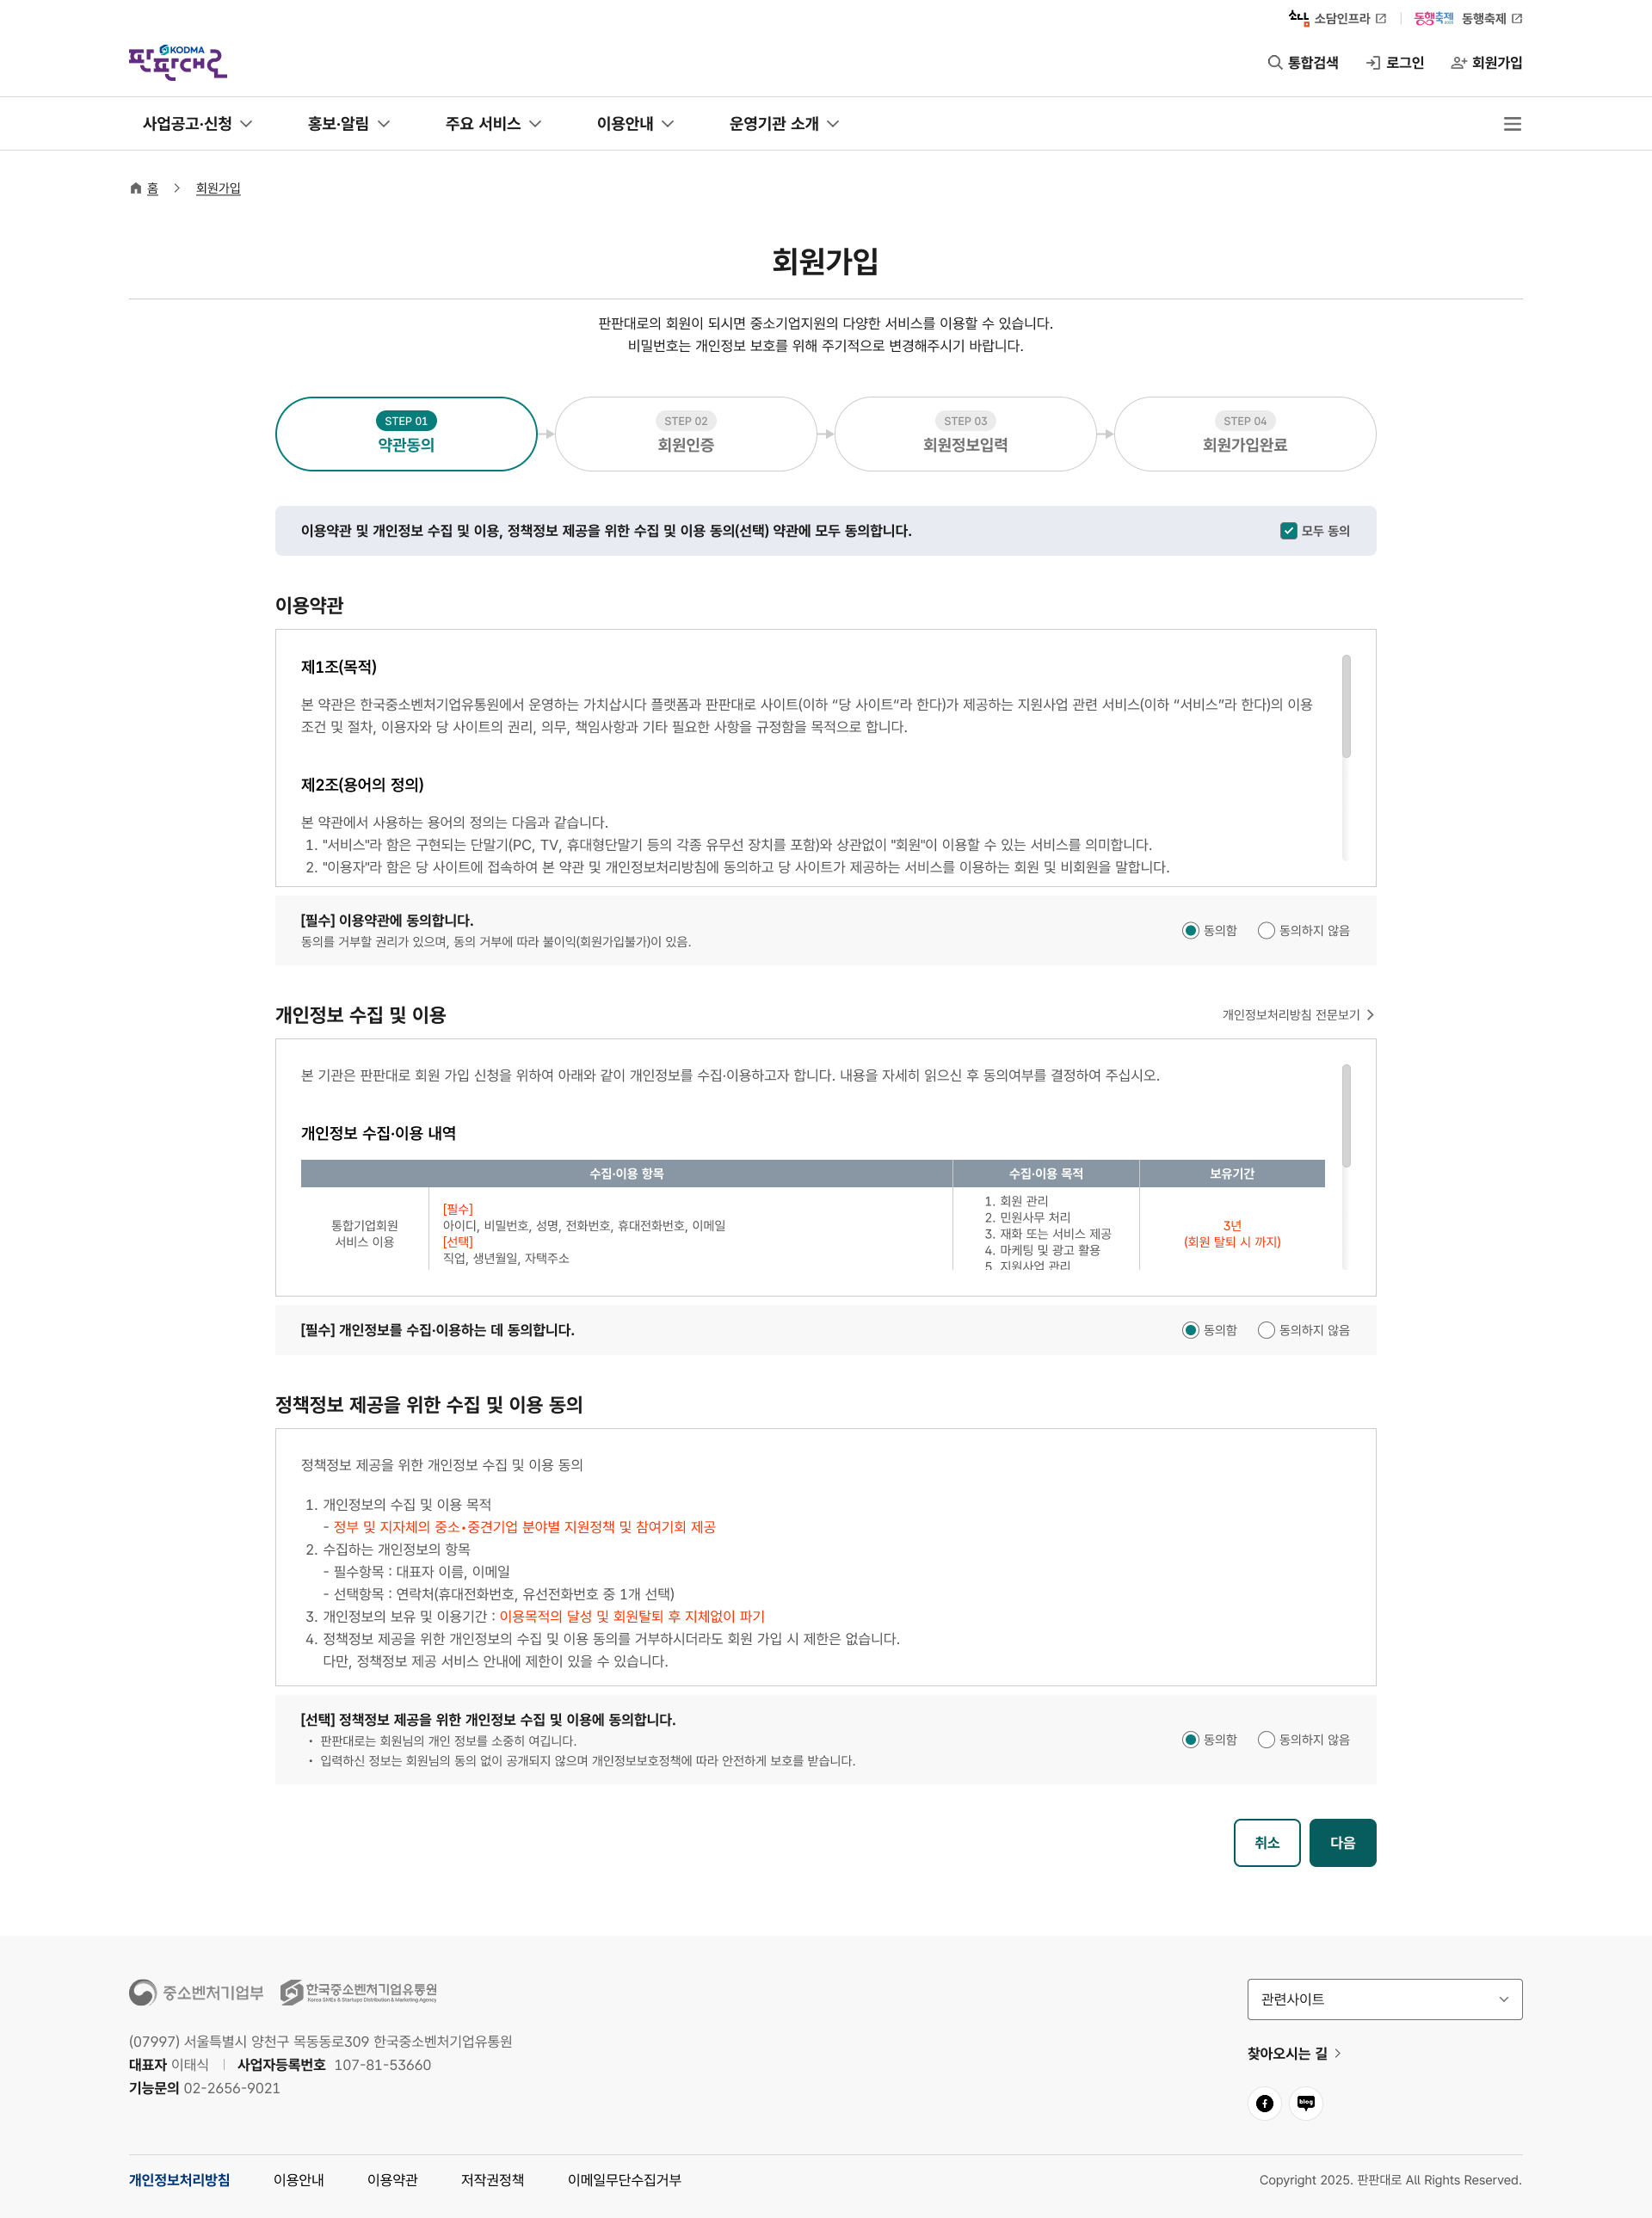 소담 소담인프라
동행축제 동행축제
KODMA
판판대로
통합검색
로그인
회원가입
사업공고·신청
홍보·알림
주요 서비스
이용안내
운영기관 소개
홈
회원가입
회원가입
판판대로의 회원이 되시면 중소기업지원의 다양한 서비스를 이용할 수 있습니다.
비밀번호는 개인정보 보호를 위해 주기적으로 변경해주시기 바랍니다.
STEP 01
약관동의
STEP 02
회원인증
STEP 03
회원정보입력
STEP 04
회원가입완료
이용약관 및 개인정보 수집 및 이용, 정책정보 제공을 위한 수집 및 이용 동의(선택) 약관에 모두 동의합니다.
모두 동의
이용약관
제1조(목적)
본 약관은 한국중소벤처기업유통원에서 운영하는 가치삽시다 플랫폼과 판판대로 사이트(이하 “당 사이트“라 한다)가 제공하는 지원사업 관련 서비스(이하 “서비스“라 한다)의 이용
조건 및 절차, 이용자와 당 사이트의 권리, 의무, 책임사항과 기타 필요한 사항을 규정함을 목적으로 합니다.
제2조(용어의 정의)
본 약관에서 사용하는 용어의 정의는 다음과 같습니다.
1. "서비스"라 함은 구현되는 단말기(PC, TV, 휴대형단말기 등의 각종 유무선 장치를 포함)와 상관없이 "회원"이 이용할 수 있는 서비스를 의미합니다.
2. "이용자"라 함은 당 사이트에 접속하여 본 약관 및 개인정보처리방침에 동의하고 당 사이트가 제공하는 서비스를 이용하는 회원 및 비회원을 말합니다.
[필수] 이용약관에 동의합니다.
동의를 거부할 권리가 있으며, 동의 거부에 따라 불이익(회원가입불가)이 있음.
동의함
동의하지 않음
개인정보 수집 및 이용
개인정보처리방침 전문보기
본 기관은 판판대로 회원 가입 신청을 위하여 아래와 같이 개인정보를 수집·이용하고자 합니다. 내용을 자세히 읽으신 후 동의여부를 결정하여 주십시오.
개인정보 수집·이용 내역
수집·이용 항목
수집·이용 목적
보유기간
통합기업회원
서비스 이용
[필수]
아이디, 비밀번호, 성명, 전화번호, 휴대전화번호, 이메일
[선택]
직업, 생년월일, 자택주소
1. 회원 관리
2. 민원사무 처리
3. 재화 또는 서비스 제공
4. 마케팅 및 광고 활용
5. 지원사업 관리
3년
(회원 탈퇴 시 까지)
[필수] 개인정보를 수집·이용하는 데 동의합니다.
동의함
동의하지 않음
정책정보 제공을 위한 수집 및 이용 동의
정책정보 제공을 위한 개인정보 수집 및 이용 동의
1. 개인정보의 수집 및 이용 목적
- 정부 및 지자체의 중소•중견기업 분야별 지원정책 및 참여기회 제공
2. 수집하는 개인정보의 항목
- 필수항목 : 대표자 이름, 이메일
- 선택항목 : 연락처(휴대전화번호, 유선전화번호 중 1개 선택)
3. 개인정보의 보유 및 이용기간 : 이용목적의 달성 및 회원탈퇴 후 지체없이 파기
4. 정책정보 제공을 위한 개인정보의 수집 및 이용 동의를 거부하시더라도 회원 가입 시 제한은 없습니다.
다만, 정책정보 제공 서비스 안내에 제한이 있을 수 있습니다.
[선택] 정책정보 제공을 위한 개인정보 수집 및 이용에 동의합니다.
• 판판대로는 회원님의 개인 정보를 소중히 여깁니다.
• 입력하신 정보는 회원님의 동의 없이 공개되지 않으며 개인정보보호정책에 따라 안전하게 보호를 받습니다.
동의함
동의하지 않음
취소
다음
중소벤처기업부
한국중소벤처기업유통원
Korea SMEs & Startups Distribution & Marketing Agency
관련사이트
(07997) 서울특별시 양천구 목동동로309 한국중소벤처기업유통원
대표자 이태식 | 사업자등록번호 107-81-53660
기능문의 02-2656-9021
찾아오시는 길
blog
개인정보처리방침
이용안내
이용약관
저작권정책
이메일무단수집거부
Copyright 2025. 판판대로 All Rights Reserved.